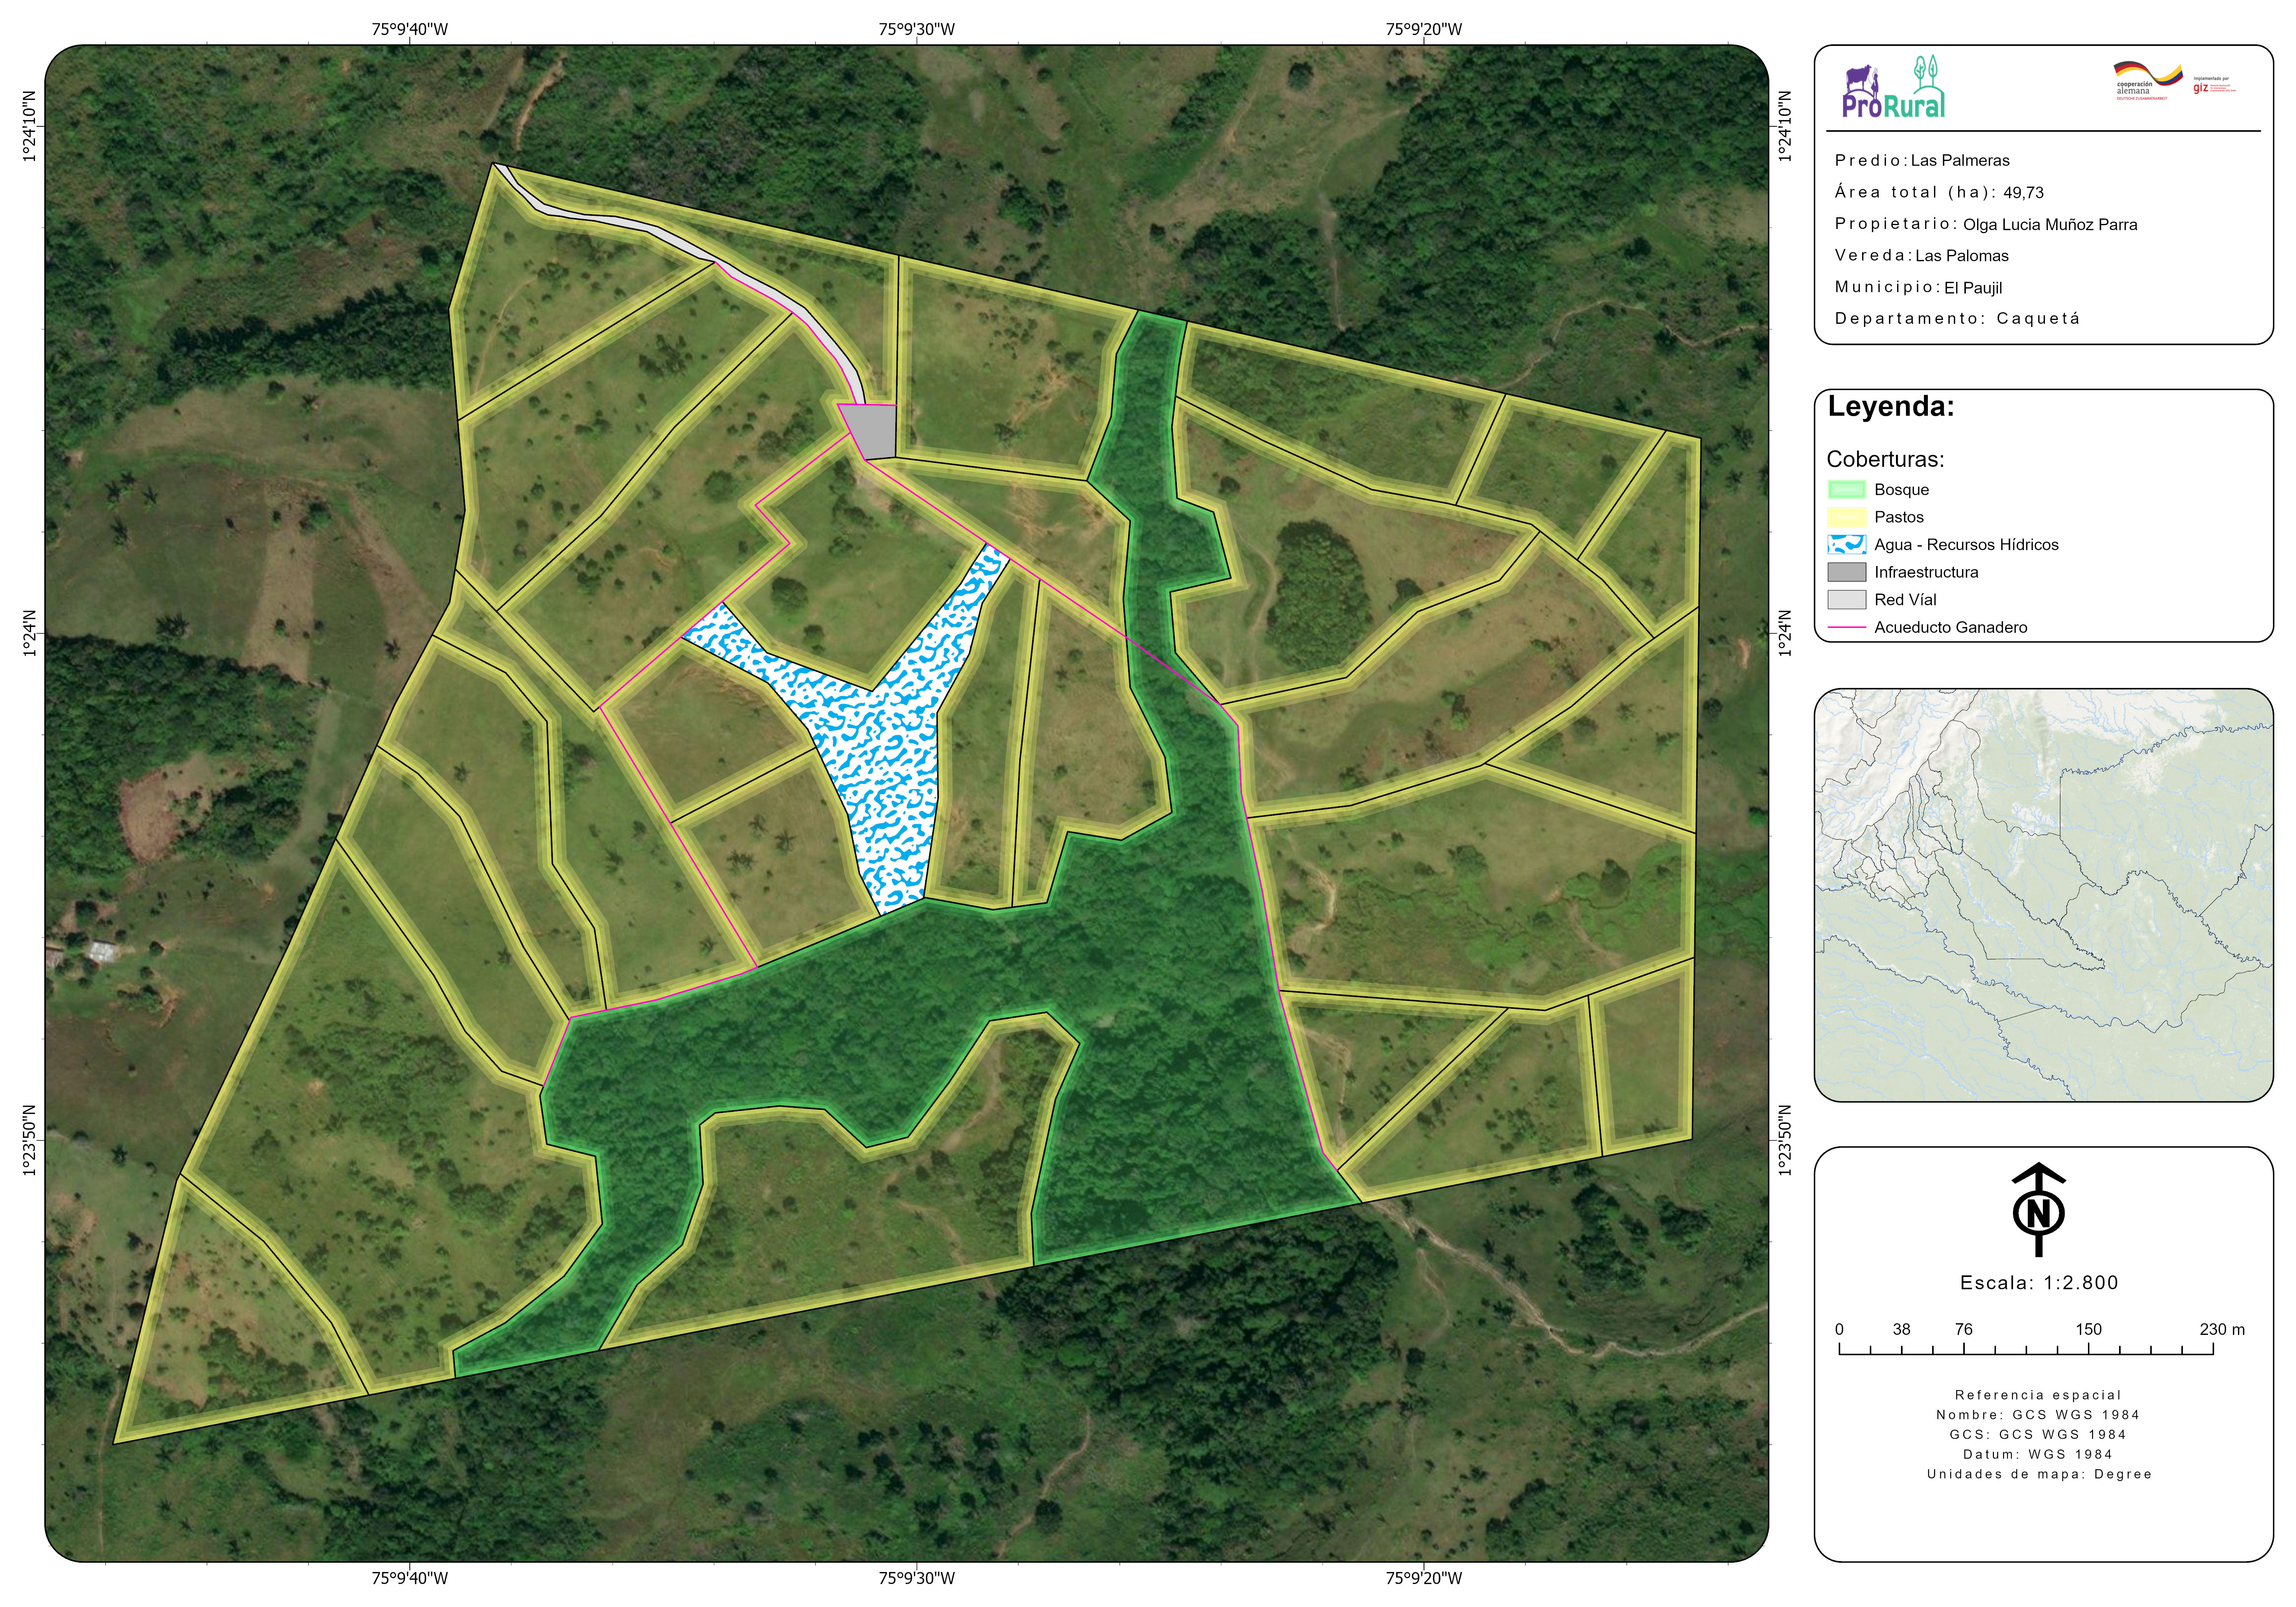 75°9'40"W
75°9'30"W
75°9'20"W
1°24'10"N
1°24'N
1°23'50"N
1°24'10"N
1°24'N
1°23'50"N
75°9'40"W
75°9'30"W
75°9'20"W
ProRural
cooperación
alemana
DEUTSCHE ZUSAMMENARBEIT
Implementada por
giz
Predio: Las Palmeras
Área total (ha): 49,73
Propietario: Olga Lucia Muñoz Parra
Vereda: Las Palomas
Municipio: El Paujil
Departamento: Caquetá
Leyenda:
Coberturas:
Bosque
Pastos
Agua - Recursos Hídricos
Infraestructura
Red Víal
Acueducto Ganadero
N
Escala: 1:2.800
0 38 76 150 230 m
Referencia espacial
Nombre: GCS WGS 1984
GCS: GCS WGS 1984
Datum: WGS 1984
Unidades de mapa: Degree